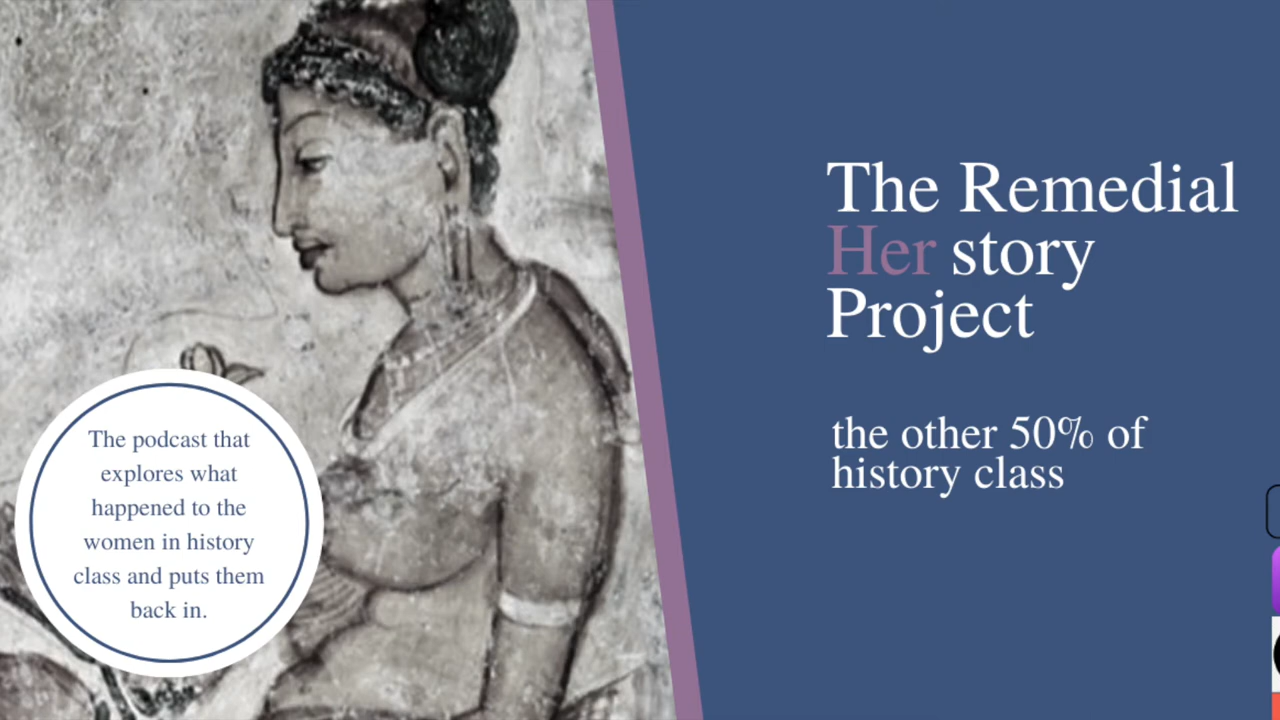 The Remedial
Her story
Project
the other 50% of
history class
The podcast that
explores what
happened to the
women in history
class and puts them
back in.